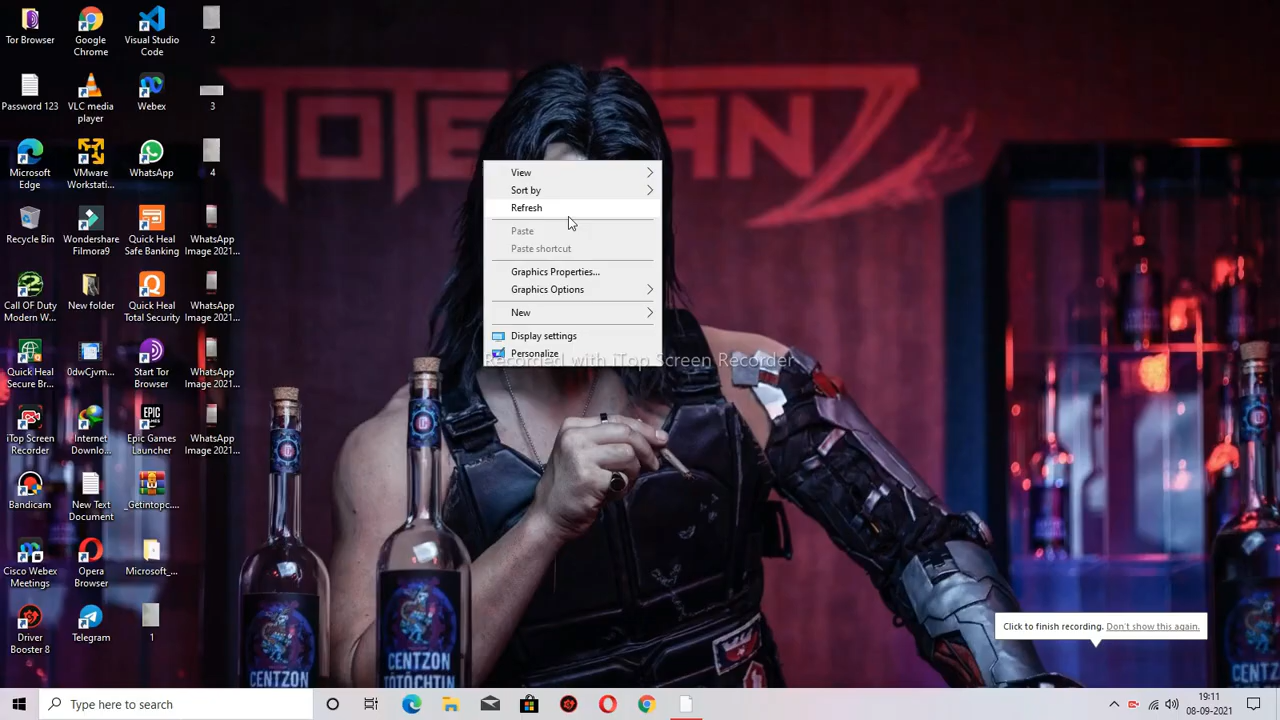 Tor Browser
Google Chrome
Visual Studio Code
2
Password 123
VLC media player
Webex
3
Microsoft Edge
VMware Workstati...
WhatsApp
4
Recycle Bin
Wondershare Filmora9
Quick Heal Safe Banking
WhatsApp Image 2021...
Call OF Duty Modern W...
New folder
Quick Heal Total Security
WhatsApp Image 2021...
Quick Heal Secure Br...
0dwCjvm...
Start Tor Browser
WhatsApp Image 2021...
iTop Screen Recorder
Internet Downlo...
Epic Games Launcher
WhatsApp Image 2021...
Bandicam
New Text Document
_Getintopc....
Cisco Webex Meetings
Opera Browser
Microsoft_...
Driver Booster 8
Telegram
1
TOTENTANZ
View
Sort by
Refresh
Paste
Paste shortcut
Graphics Properties...
Graphics Options
New
Display settings
Personalize
Recorded with iTop Screen Recorder
CENTZON
TOTOCHTIN
CENTZÓN
TÖTÖCHTIN
Click to finish recording. Don't show this again.
Type here to search
19:11
08-09-2021